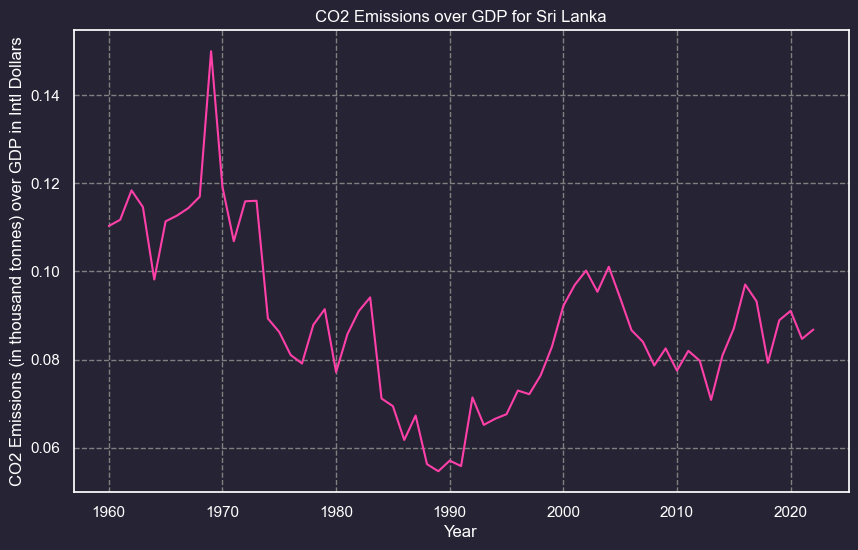 CO2 Emissions over GDP for Sri Lanka
CO2 Emissions (in thousand tonnes) over GDP in Intl Dollars
0.14
0.12
0.10
0.08
0.06
1960 1970 1980 1990 2000 2010 2020
Year